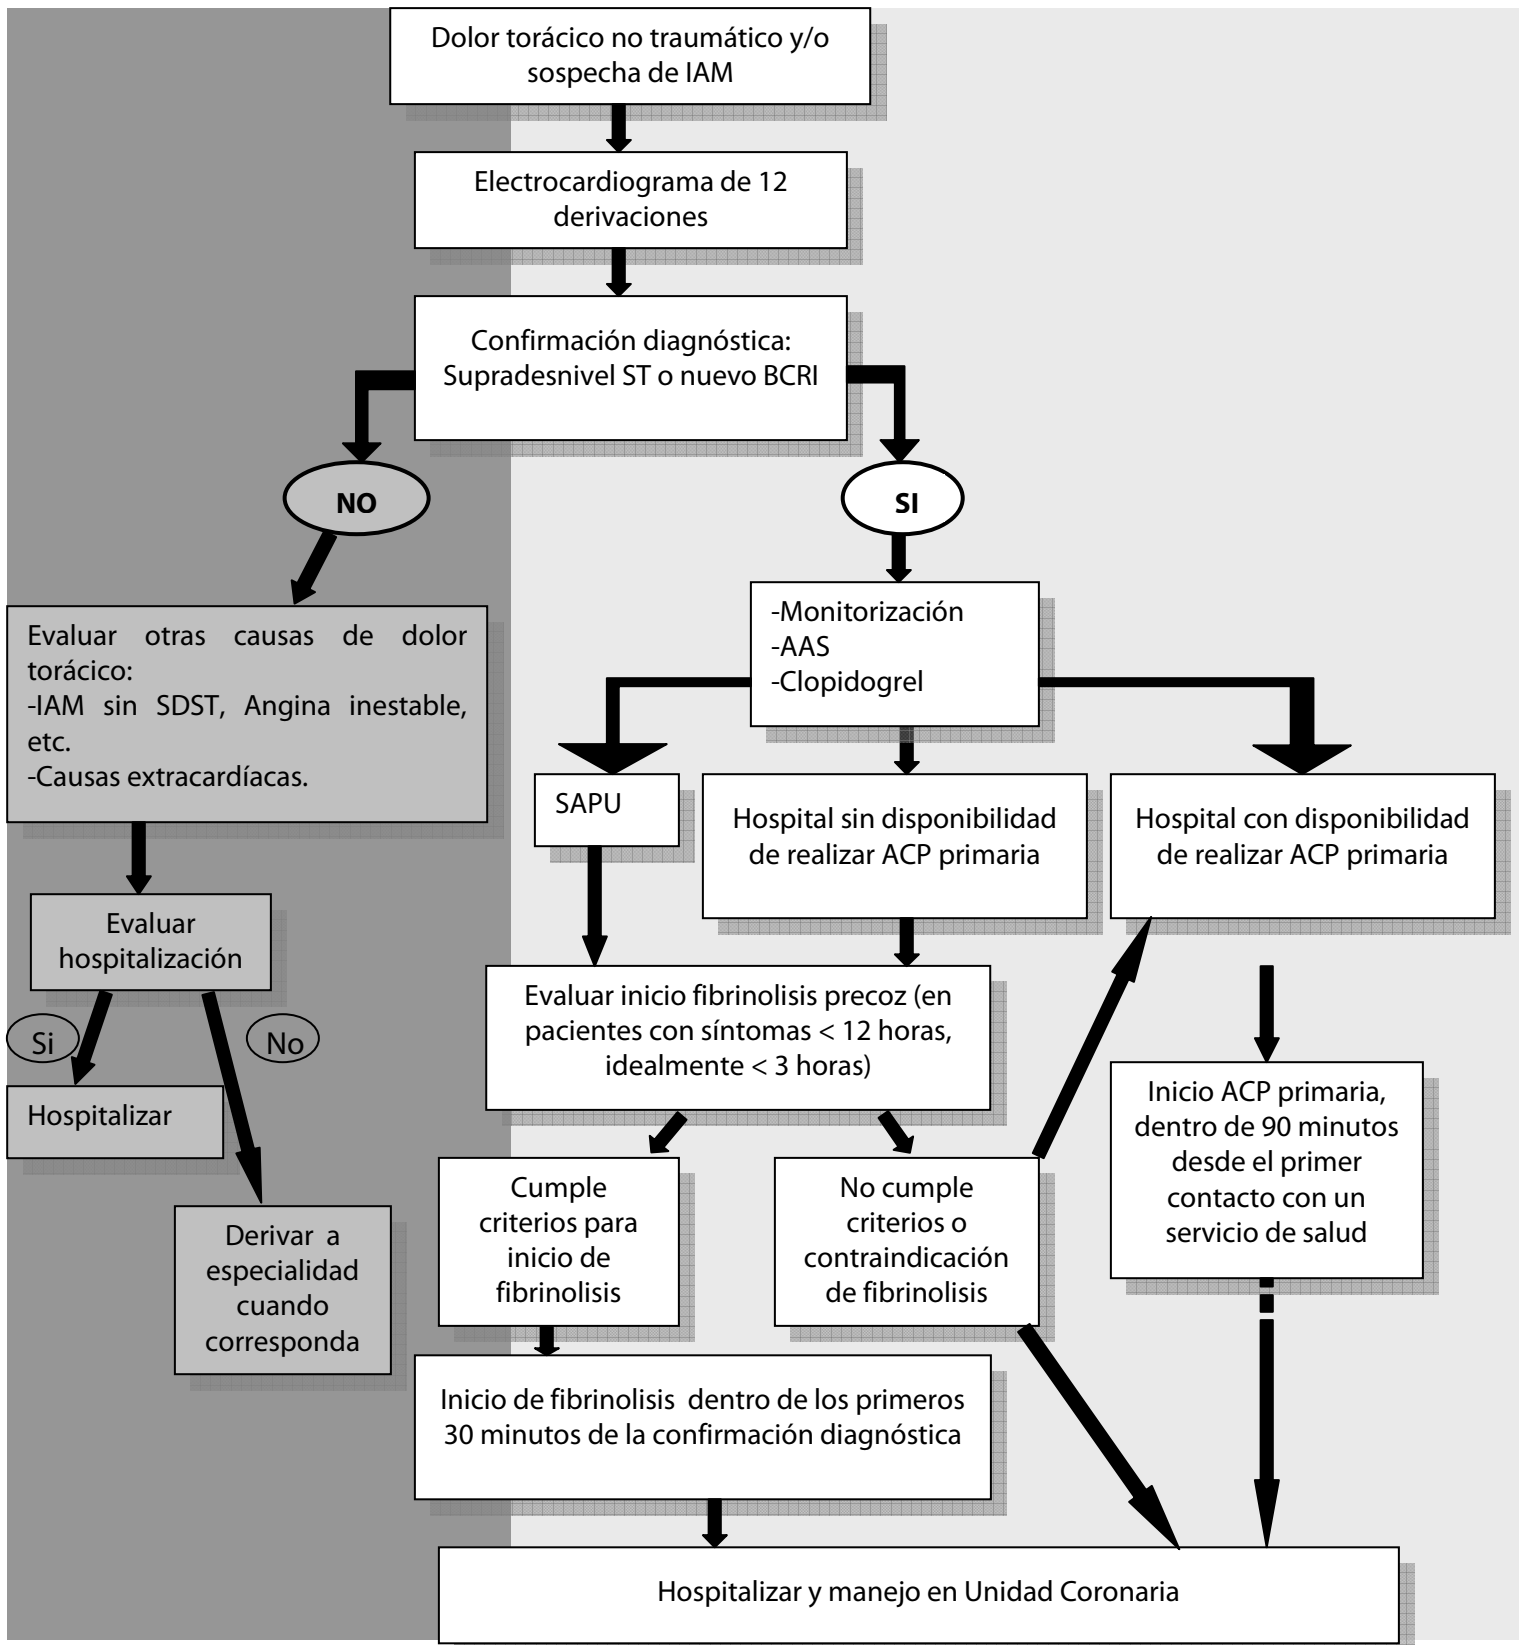 Dolor torácico no traumático y/o
sospecha de IAM
Electrocardiograma de 12
derivaciones
Confirmación diagnóstica:
Supradesnivel ST o nuevo BCRI
NO
SI
Evaluar otras causas de dolor
torácico:
-IAM sin SDST, Angina inestable,
etc.
-Causas extracardíacas.
-Monitorización
-AAS
-Clopidogrel
SAPU
Hospital sin disponibilidad
de realizar ACP primaria
Hospital con disponibilidad
de realizar ACP primaria
Evaluar
hospitalización
Si
No
Hospitalizar
Derivar a
especialidad
cuando
corresponda
Evaluar inicio fibrinolisis precoz (en
pacientes con síntomas < 12 horas,
idealmente < 3 horas)
Cumple
criterios para
inicio de
fibrinolisis
No cumple
criterios o
contraindicación
de fibrinolisis
Inicio ACP primaria,
dentro de 90 minutos
desde el primer
contacto con un
servicio de salud
Inicio de fibrinolisis dentro de los primeros
30 minutos de la confirmación diagnóstica
Hospitalizar y manejo en Unidad Coronaria